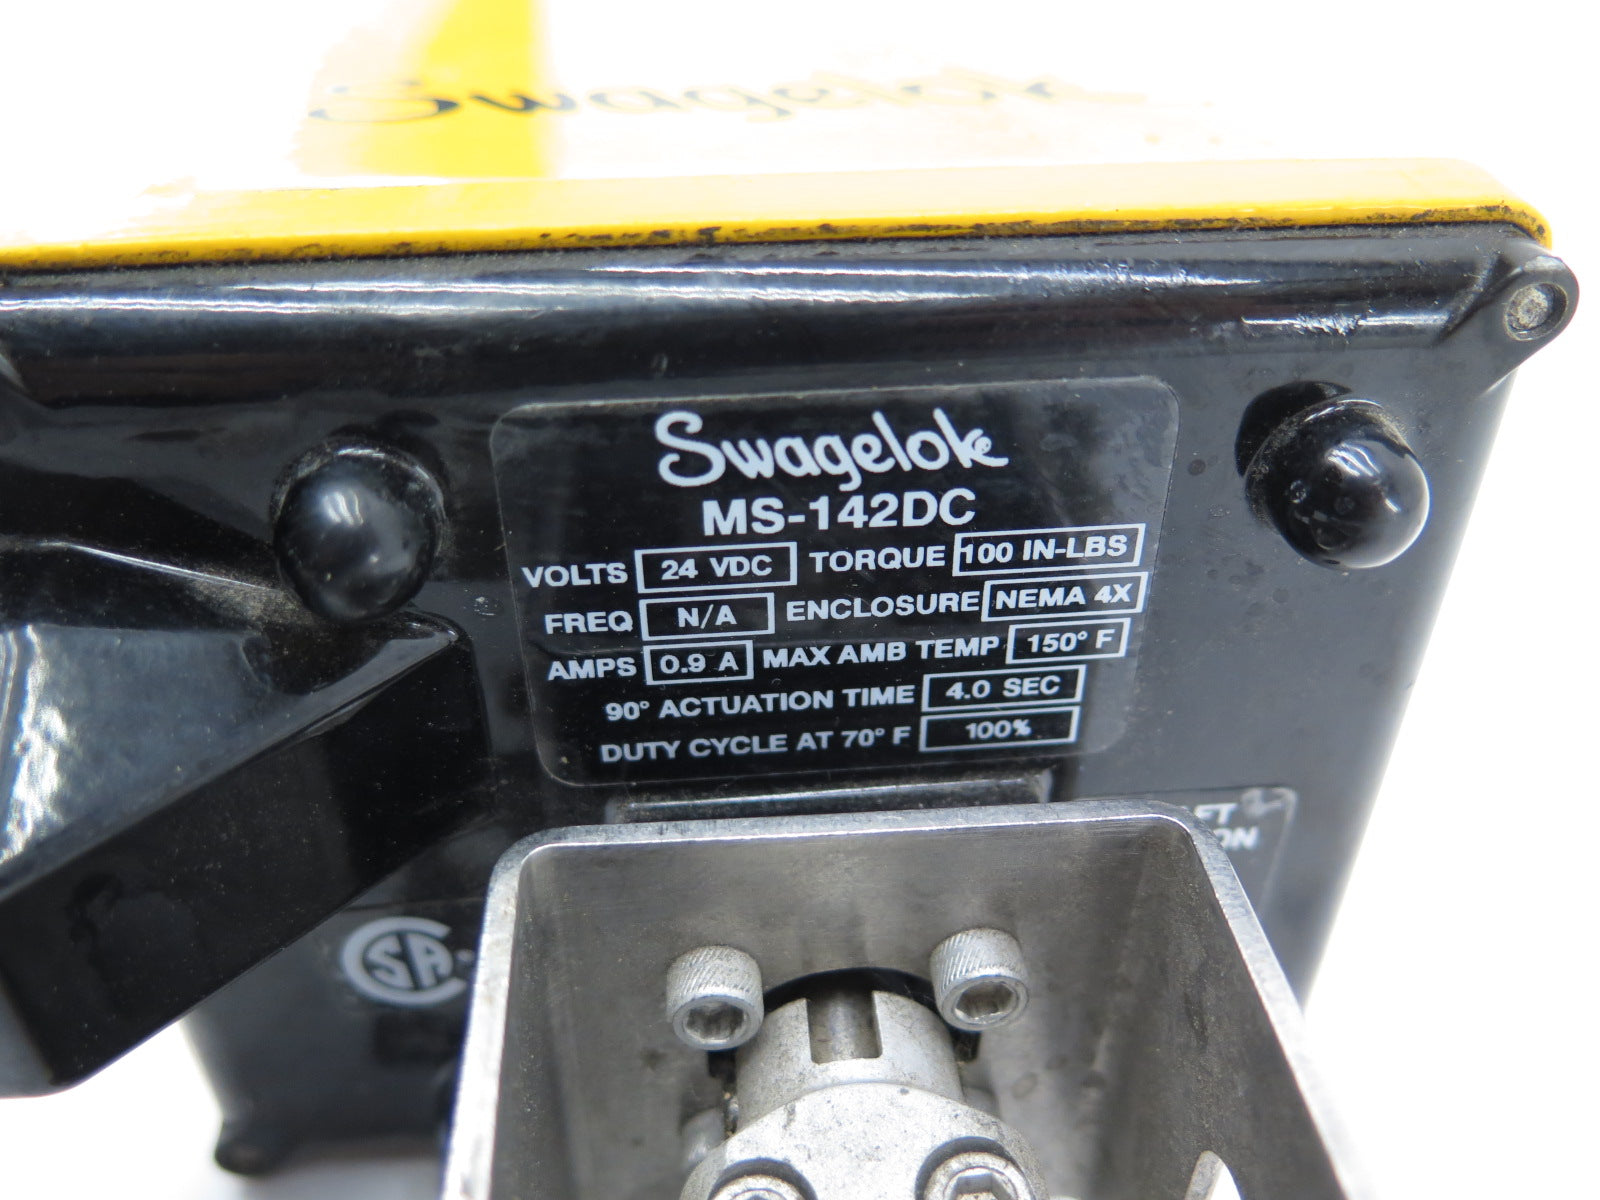 Swagelok
Swagelok
MS-142DC
VOLTS 24 VDC TORQUE 100 IN-LBS
FREQ N/A ENCLOSURE NEMA 4X
AMPS 0.9 A MAX AMB TEMP 150° F
90° ACTUATION TIME 4.0 SEC
DUTY CYCLE AT 70° F 100%
SA